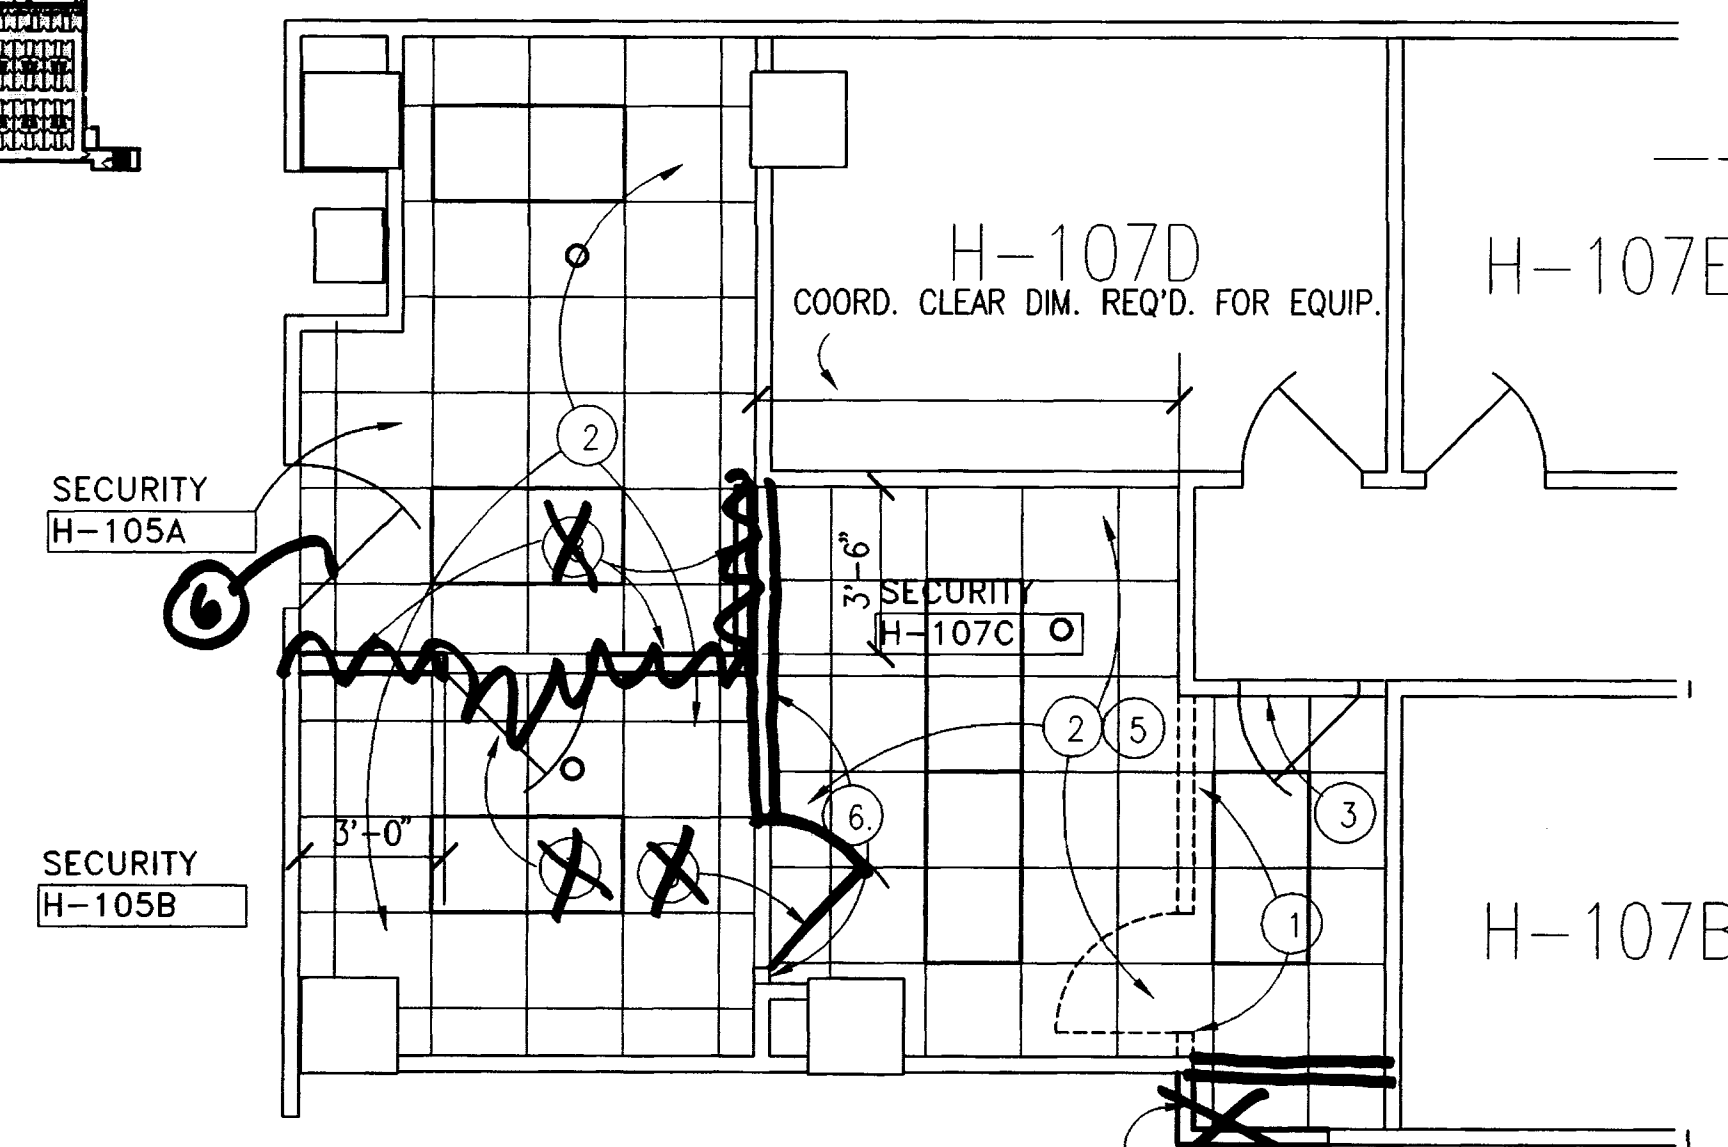 H-107D
H-107E
COORD. CLEAR DIM. REQ'D. FOR EQUIP.
2
SECURITY
H-105A
6
3'-6"
SECURITY
H-107C
2
5
3
6.
3'-0"
SECURITY
H-105B
1
H-107B